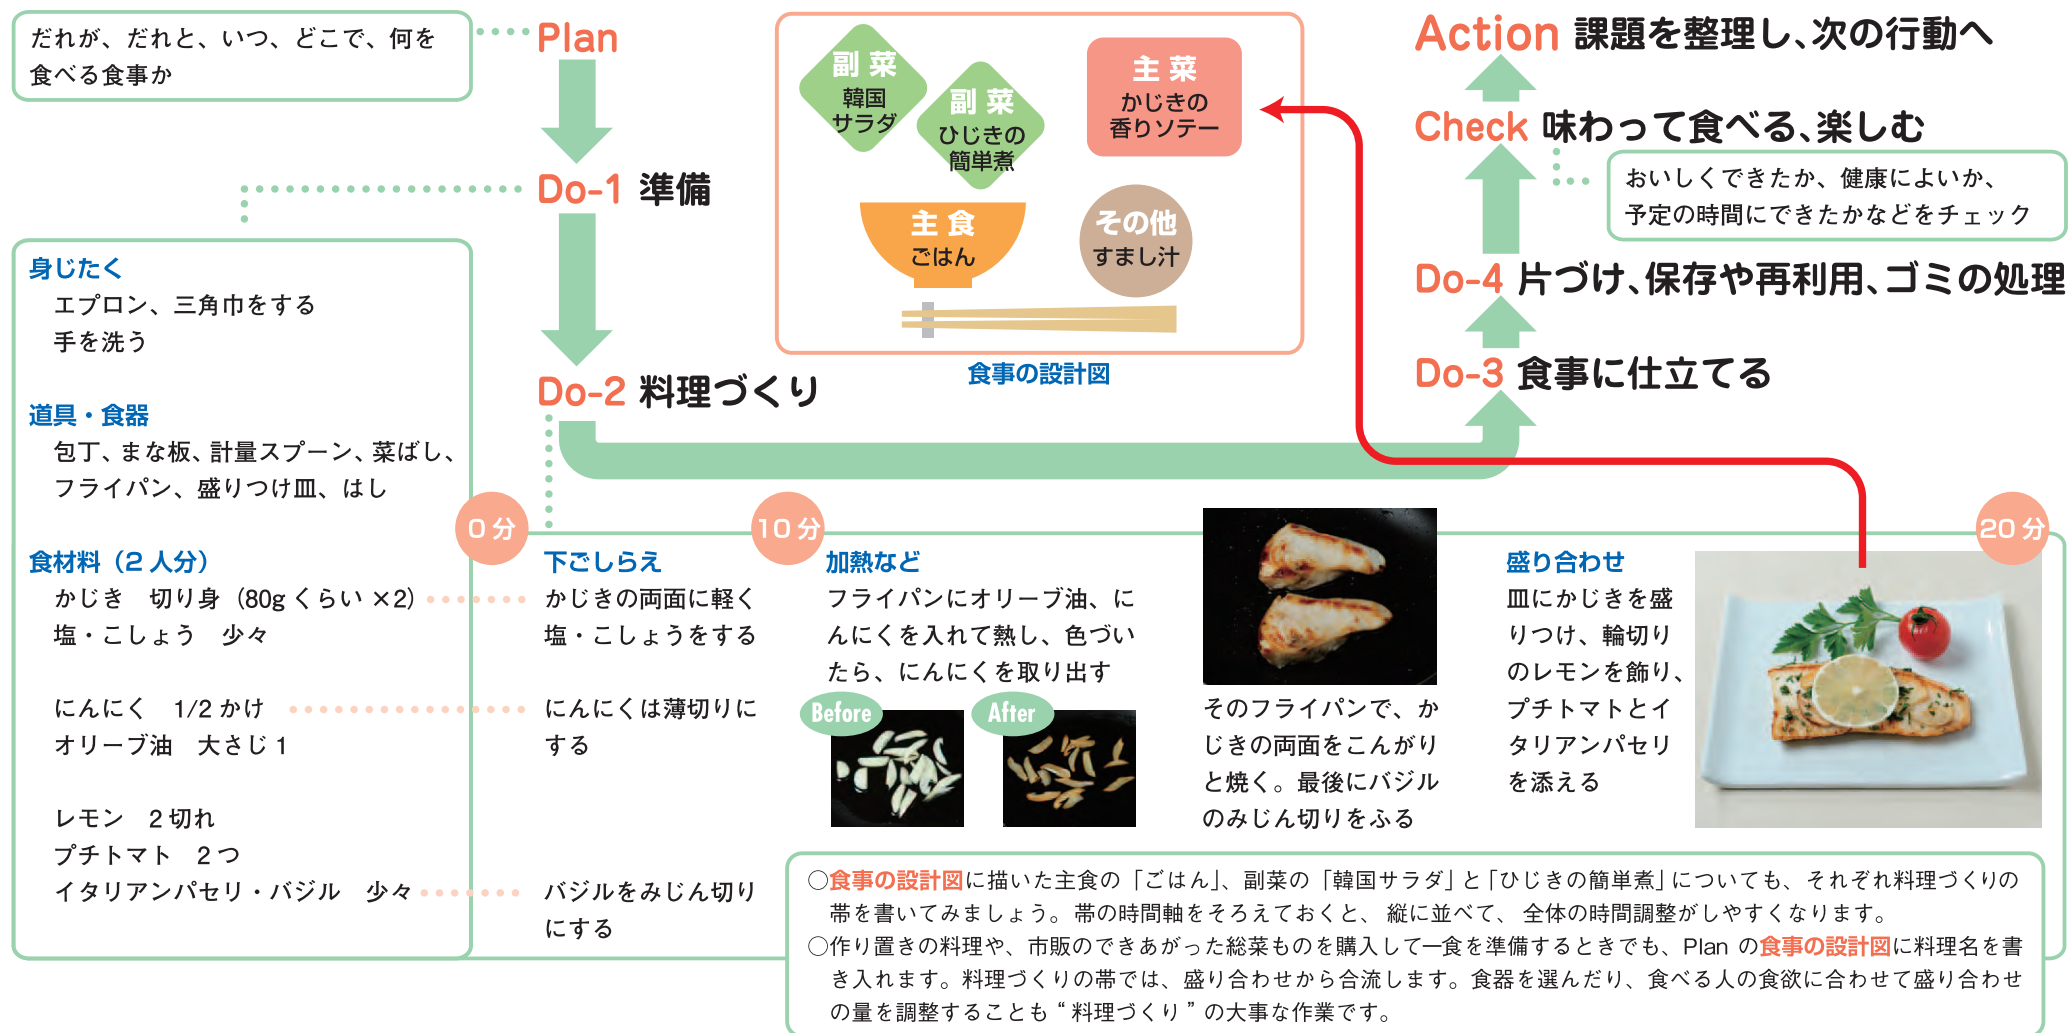 だれが、だれと、いつ、どこで、何を
食べる食事か
Plan
Do-1 準備
Do-2 料理づくり
副 菜
韓国
サラダ
副 菜
ひじきの
簡単煮
主 菜
かじきの
香りソテー
主 食
ごはん
その他
すまし汁
食事の設計図
Action 課題を整理し、次の行動へ
Check 味わって食べる、楽しむ
おいしくできたか、健康によいか、
予定の時間にできたかなどをチェック
Do-4 片づけ、保存や再利用、ゴミの処理
Do-3 食事に仕立てる
身じたく
エプロン、三角巾をする
手を洗う
道具・食器
包丁、まな板、計量スプーン、菜ばし、
フライパン、盛りつけ皿、はし
食材料（2 人分）
かじき　切り身（80g くらい ×2）
塩・こしょう　少々
にんにく　1/2 かけ
オリーブ油　大さじ 1
レモン　2 切れ
プチトマト　2 つ
イタリアンパセリ・バジル　少々
0 分
下ごしらえ
かじきの両面に軽く
塩・こしょうをする
にんにくは薄切りに
する
バジルをみじん切り
にする
10 分
加熱など
フライパンにオリーブ油、に
んにくを入れて熱し、色づい
たら、にんにくを取り出す
Before
After
そのフライパンで、か
じきの両面をこんがり
と焼く。最後にバジル
のみじん切りをふる
盛り合わせ
皿にかじきを盛
りつけ、輪切り
のレモンを飾り、
プチトマトとイ
タリアンパセリ
を添える
20 分
○食事の設計図に描いた主食の「ごはん」、副菜の「韓国サラダ」と「ひじきの簡単煮」についても、それぞれ料理づくりの
帯を書いてみましょう。帯の時間軸をそろえておくと、縦に並べて、全体の時間調整がしやすくなります。
○作り置きの料理や、市販のできあがった総菜ものを購入して一食を準備するときでも、Plan の食事の設計図に料理名を書
き入れます。料理づくりの帯では、盛り合わせから合流します。食器を選んだり、食べる人の食欲に合わせて盛り合わせ
の量を調整することも “ 料理づくり ” の大事な作業です。